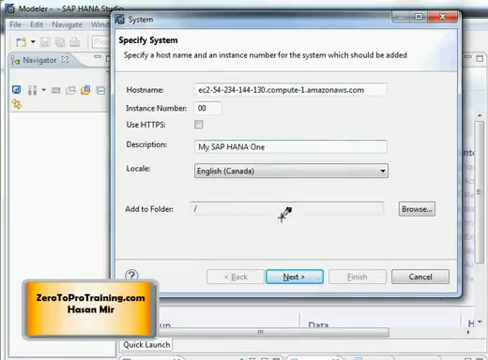 Modeler - SAP HANA Studio
File Edit Navigate
Navigator
System
Specify System
Specify a host name and an instance number for the system which should be added
Hostname: ec2-54-234-144-130.compute-1.amazonaws.com
Instance Number: 00
Use HTTPS:
Description: My SAP HANA One
Locale: English (Canada)
Add to Folder: / Browse...
? < Back Next > Finish Cancel
ZeroToProTraining.com
Hasan Mir
Data
Quick Launch